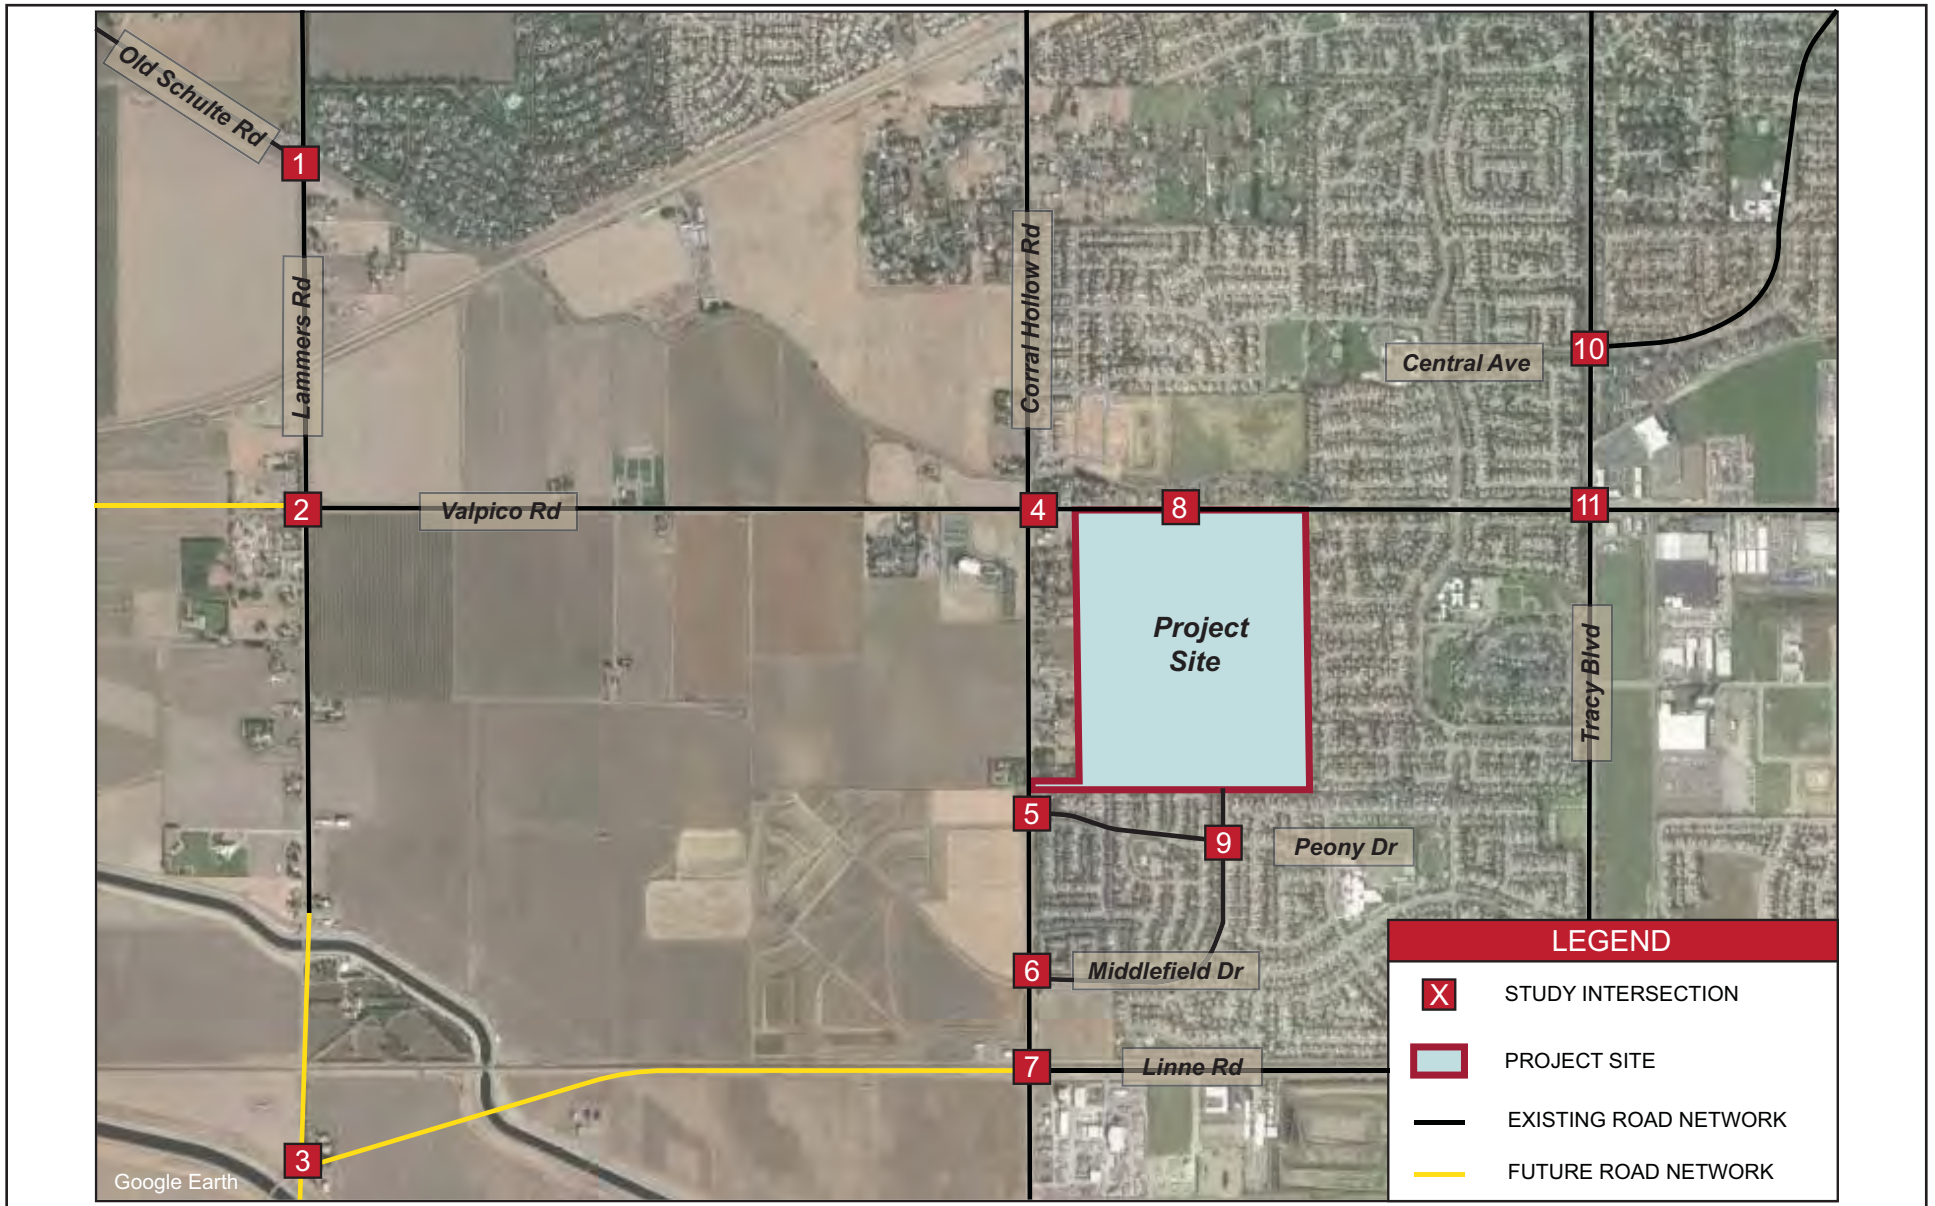 Old Schulte Rd
1
Lammers Rd
Corral Hollow Rd
10
Central Ave
2
Valpico Rd
4
8
11
Project
Site
Tracy Blvd
5
9
Peony Dr
6
Middlefield Dr
7
Linne Rd
3
Google Earth
LEGEND
X
STUDY INTERSECTION
PROJECT SITE
EXISTING ROAD NETWORK
FUTURE ROAD NETWORK